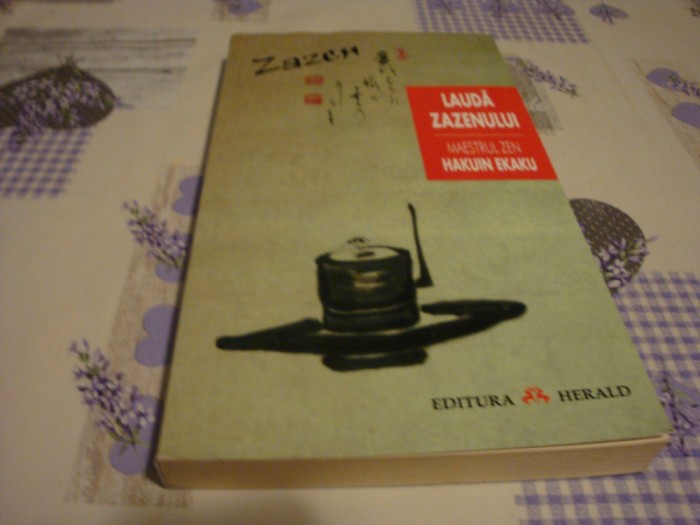 Zazen
LAUDĂ
ZAZENULUI
MAESTRUL ZEN
HAKUIN EKAKU
EDITURA HERALD